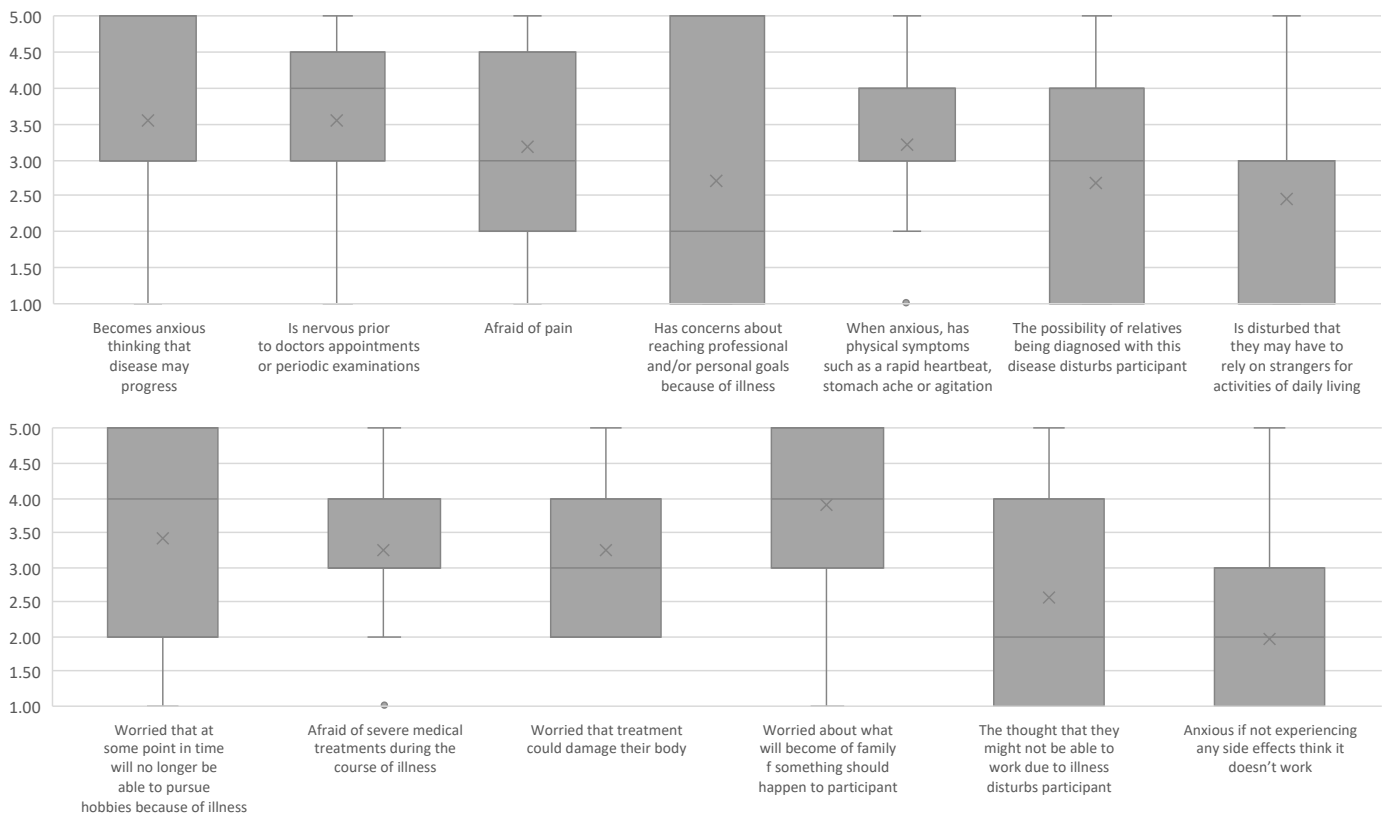 5.00
4.50
4.00
3.50
3.00
2.50
2.00
1.50
1.00
Becomes anxious
thinking that
disease may
progress
Is nervous prior
to doctors appointments
or periodic examinations
Afraid of pain
Has concerns about
reaching professional
and/or personal goals
because of illness
When anxious, has
physical symptoms
such as a rapid heartbeat,
stomach ache or agitation
The possibility of relatives
being diagnosed with this
disease disturbs participant
Is disturbed that
they may have to
rely on strangers for
activities of daily living
5.00
4.50
4.00
3.50
3.00
2.50
2.00
1.50
1.00
Worried that at
some point in time
will no longer be
able to pursue
hobbies because of illness
Afraid of severe medical
treatments during the
course of illness
Worried that treatment
could damage their body
Worried about what
will become of family
f something should
happen to participant
The thought that they
might not be able to
work due to illness
disturbs participant
Anxious if not experiencing
any side effects think it
doesn’t work